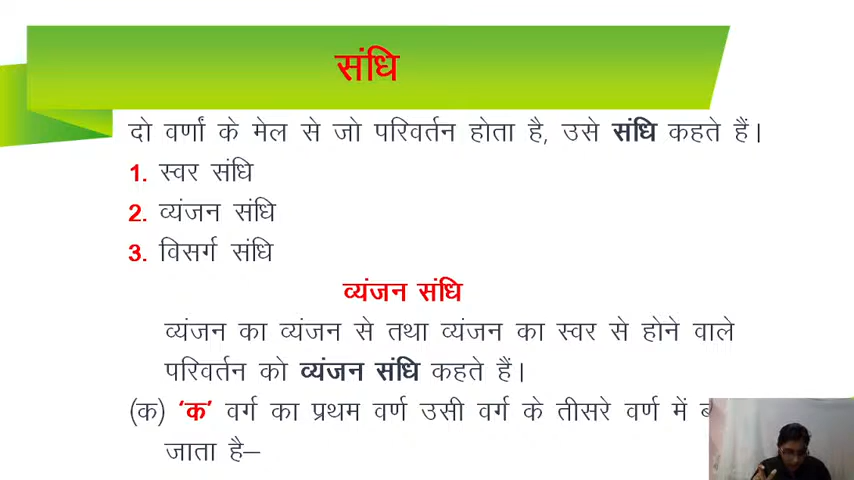 संधि
दो वर्णां के मेल से जो परिवर्तन होता है, उसे संधि कहते हैं।
1. स्वर संधि
2. व्यंजन संधि
3. विसर्ग संधि
व्यंजन संधि
व्यंजन का व्यंजन से तथा व्यंजन का स्वर से होने वाले
परिवर्तन को व्यंजन संधि कहते हैं।
(क) ‘क’ वर्ग का प्रथम वर्ण उसी वर्ग के तीसरे वर्ण में
जाता है–